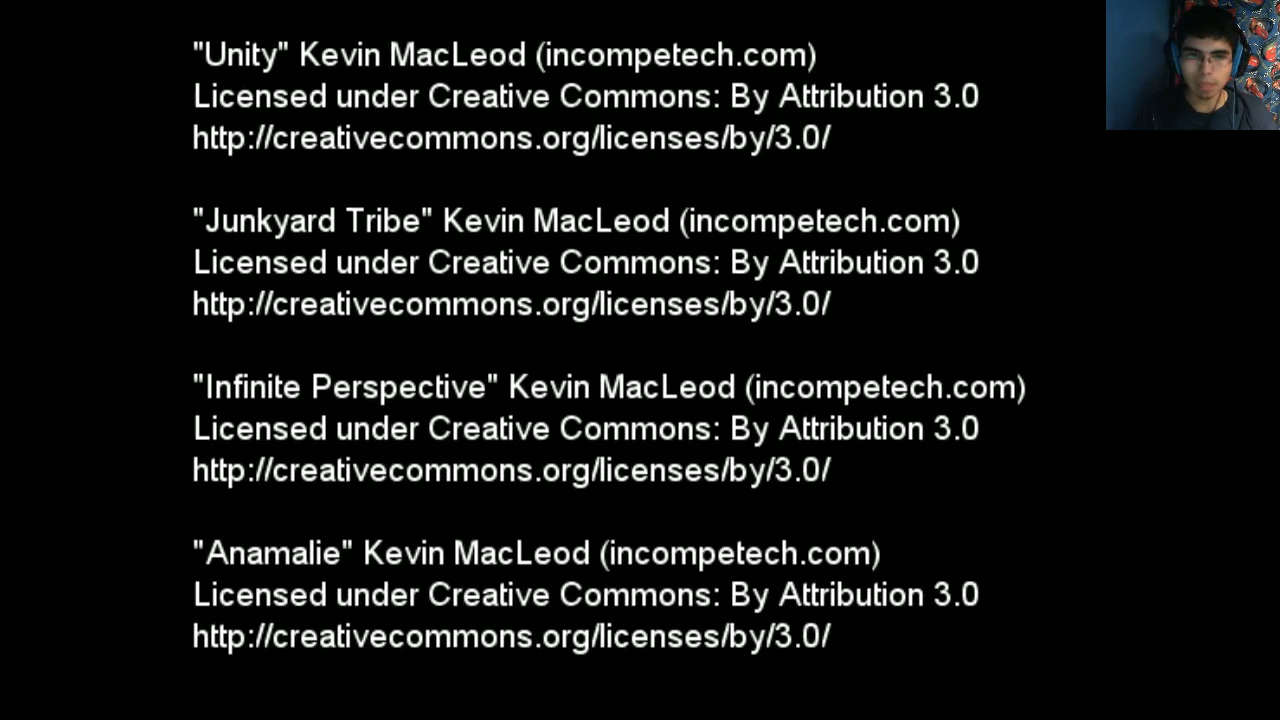 "Unity" Kevin MacLeod (incompetech.com)
Licensed under Creative Commons: By Attribution 3.0
http://creativecommons.org/licenses/by/3.0/
"Junkyard Tribe" Kevin MacLeod (incompetech.com)
Licensed under Creative Commons: By Attribution 3.0
http://creativecommons.org/licenses/by/3.0/
"Infinite Perspective" Kevin MacLeod (incompetech.com)
Licensed under Creative Commons: By Attribution 3.0
http://creativecommons.org/licenses/by/3.0/
"Anamalie" Kevin MacLeod (incompetech.com)
Licensed under Creative Commons: By Attribution 3.0
http://creativecommons.org/licenses/by/3.0/